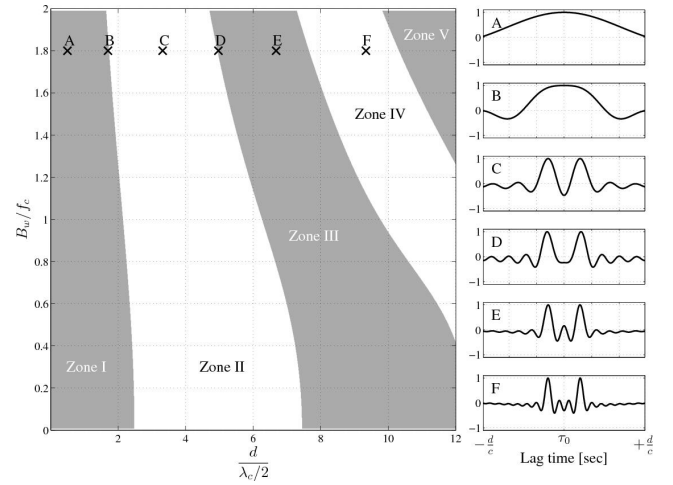 A B C D E F
Zone V
Zone IV
Zone III
Zone I
Zone II
2
1.8
1.6
1.4
1.2
1
0.8
0.6
0.4
0.2
0
B_w/f_c
2 4 6 8 10 12
d
λ_c/2
A
1
0
−1
B
1
0
−1
C
1
0
−1
D
1
0
−1
E
1
0
−1
F
1
0
−1
−d/c τ_0 +d/c
Lag time [sec]